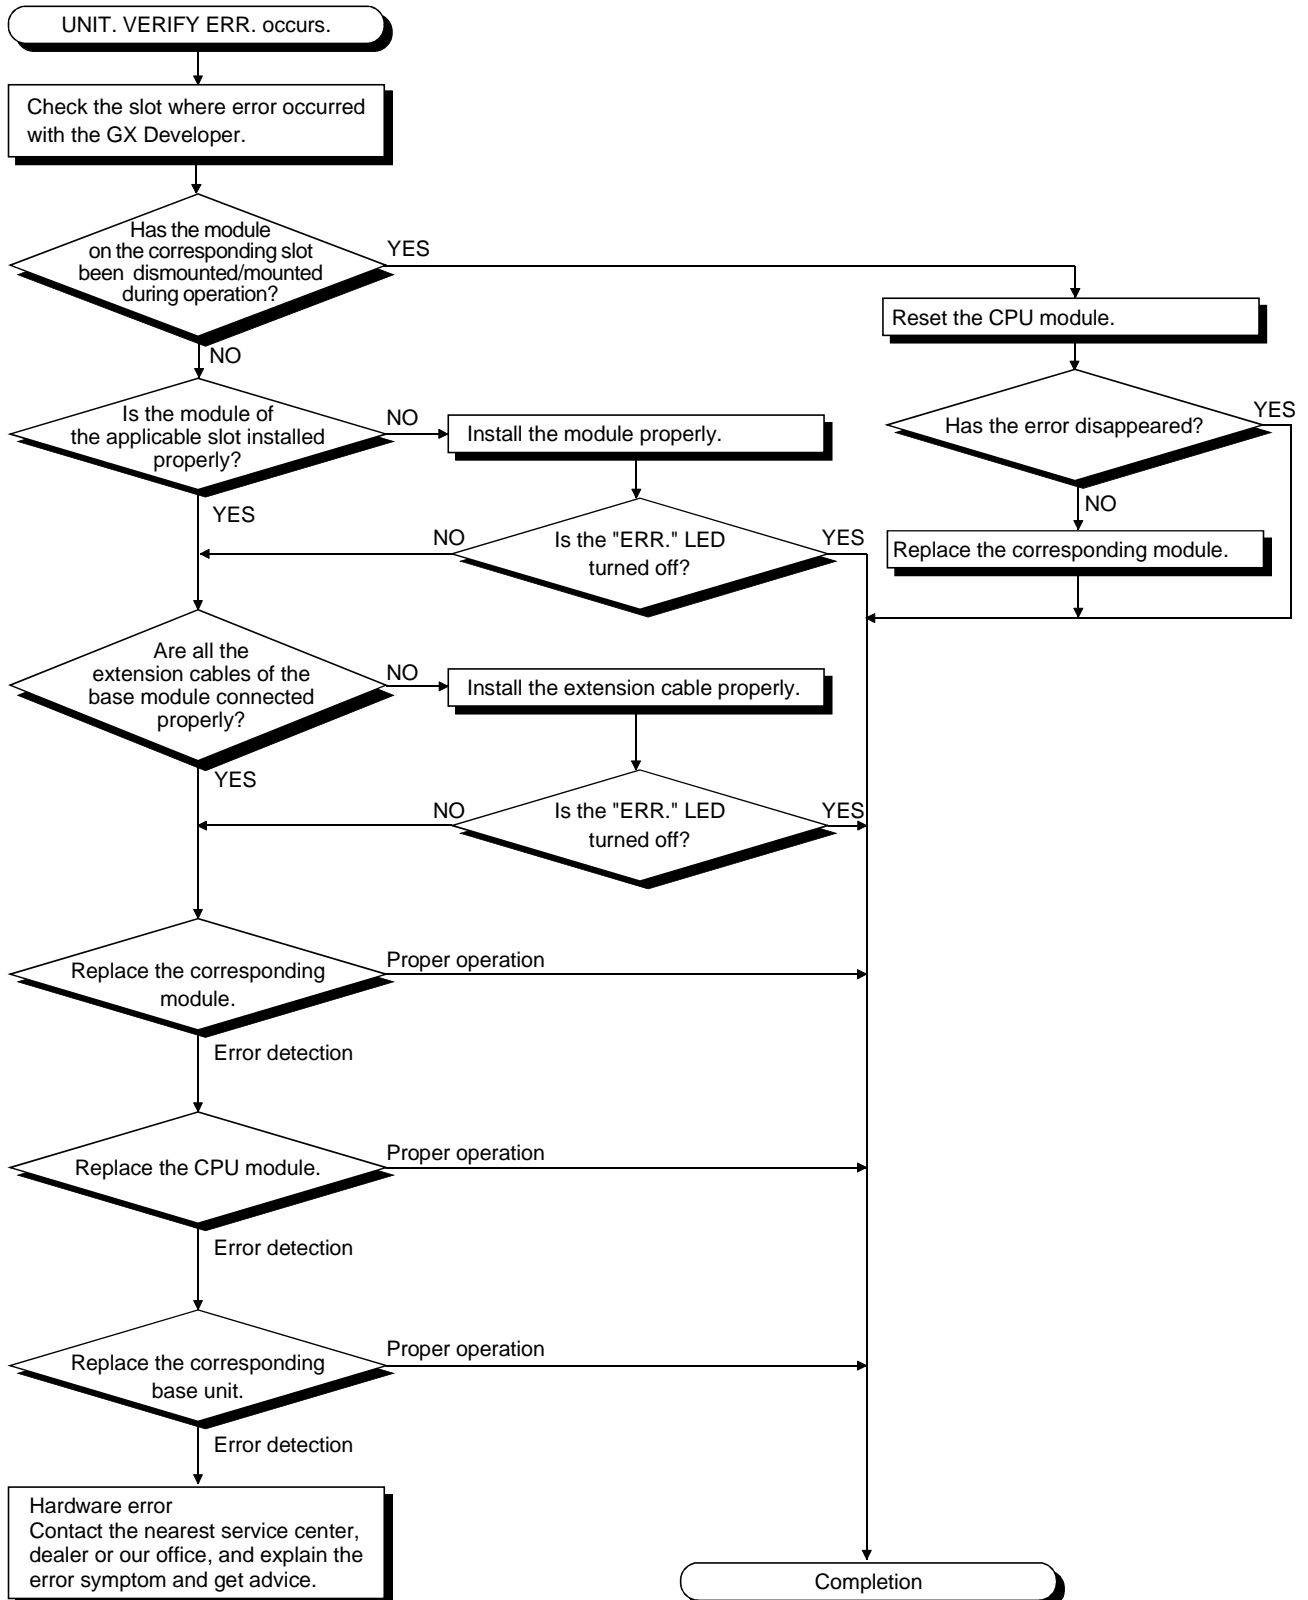 UNIT. VERIFY ERR. occurs.
Check the slot where error occurred
with the GX Developer.
Has the module
on the corresponding slot
been dismounted/mounted
during operation?
YES
NO
Reset the CPU module.
Has the error disappeared?
YES
NO
Replace the corresponding module.
Is the module of
the applicable slot installed
properly?
NO
Install the module properly.
YES
Is the "ERR." LED
turned off?
NO
YES
Are all the
extension cables of the
base module connected
properly?
NO
Install the extension cable properly.
YES
Is the "ERR." LED
turned off?
NO
YES
Replace the corresponding
module.
Proper operation
Error detection
Replace the CPU module.
Proper operation
Error detection
Replace the corresponding
base unit.
Proper operation
Error detection
Hardware error
Contact the nearest service center,
dealer or our office, and explain the
error symptom and get advice.
Completion